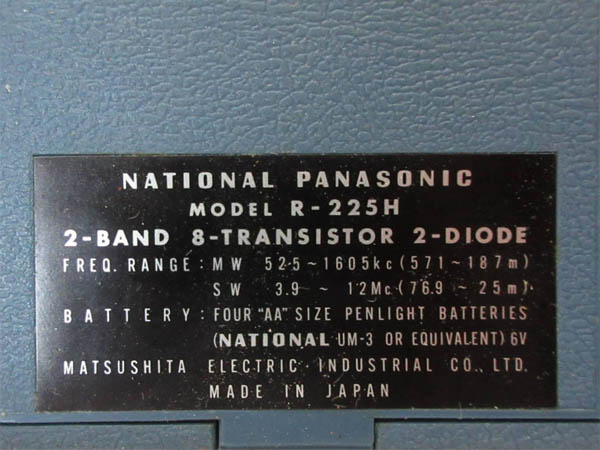 NATIONAL PANASONIC
MODEL R-225H
2-BAND 8-TRANSISTOR 2-DIODE
FREQ. RANGE: MW 525~1605kc (571~187m)
SW 3.9~12Mc (76.9~25m)
BATTERY: FOUR "AA" SIZE PENLIGHT BATTERIES
(NATIONAL UM-3 OR EQUIVALENT) 6V
MATSUSHITA ELECTRIC INDUSTRIAL CO., LTD.
MADE IN JAPAN